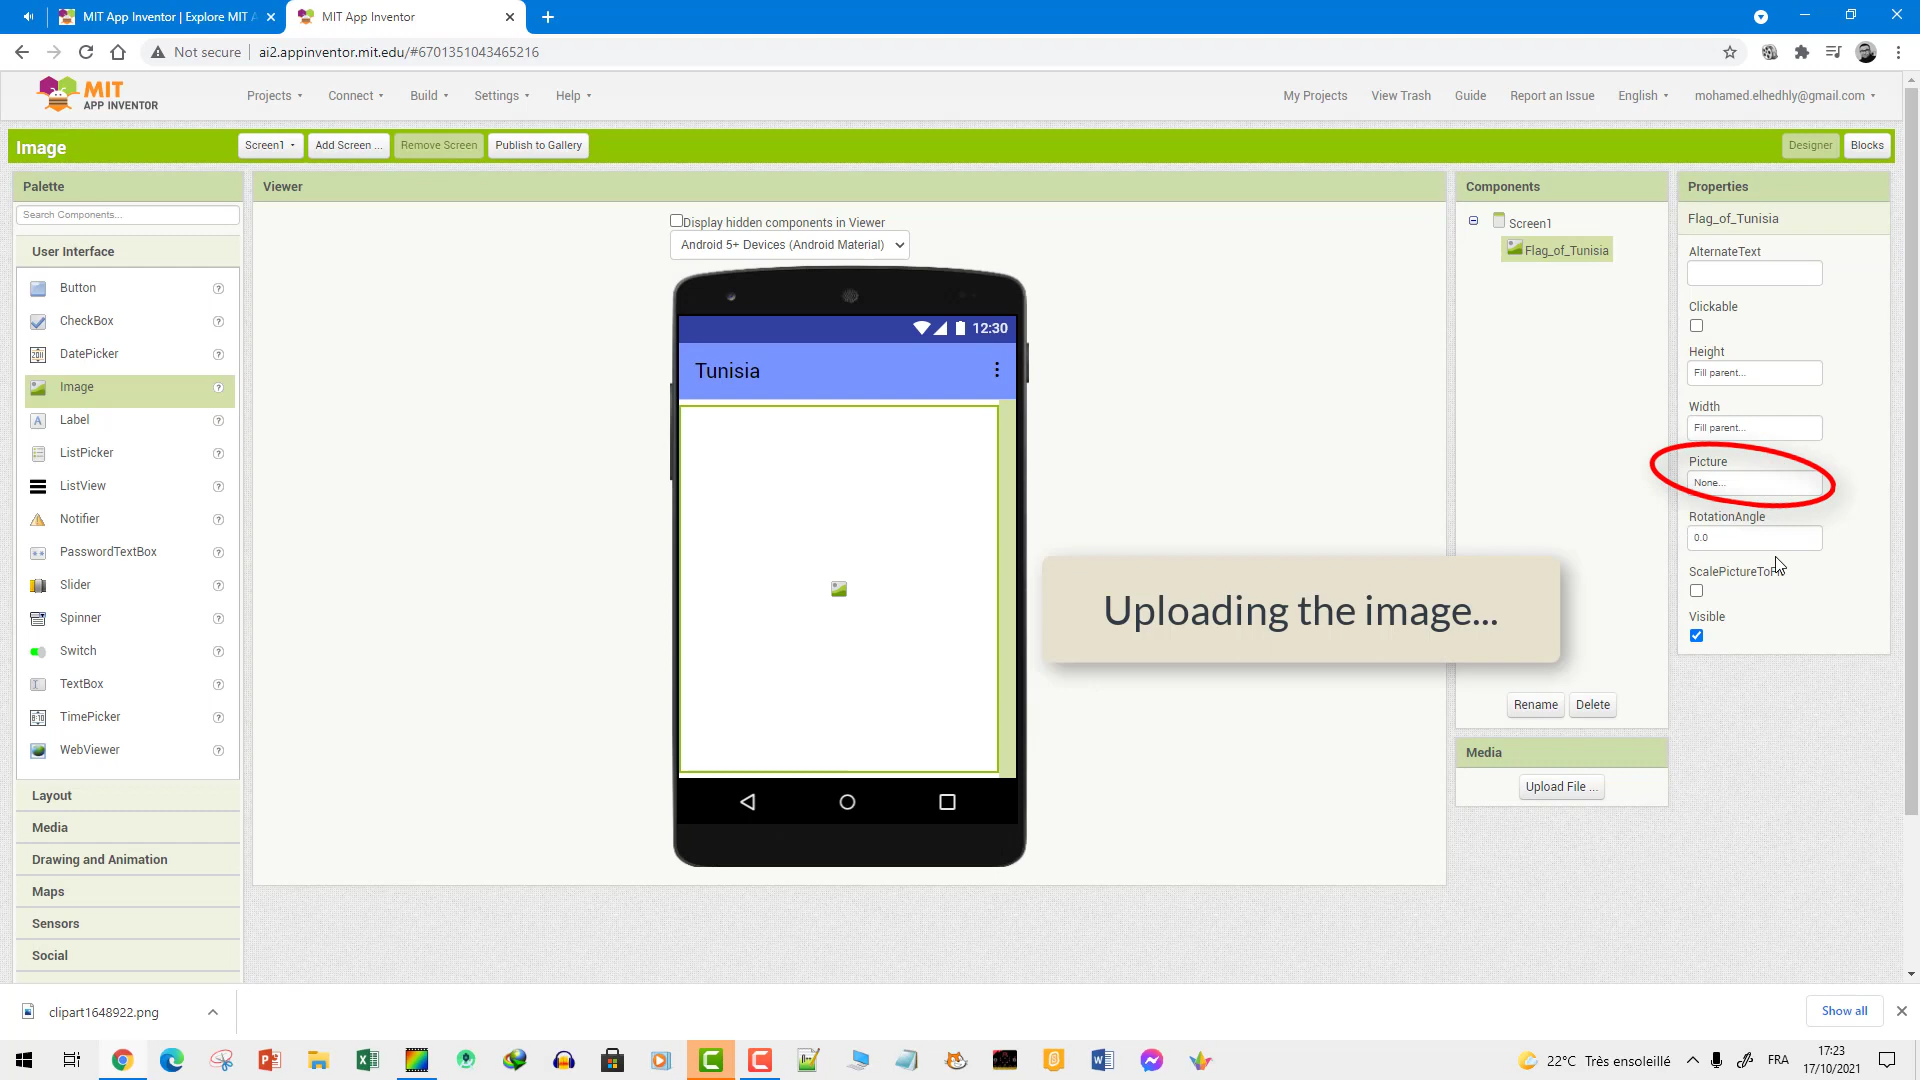 MIT App Inventor | Explore MIT A
MIT App Inventor
Not secure
ai2.appinventor.mit.edu/#6701351043465216
MIT
APP INVENTOR
Projects
Connect
Build
Settings
Help
My Projects
View Trash
Guide
Report an Issue
English
mohamed.elhedhly@gmail.com
Image
Screen1
Add Screen ...
Remove Screen
Publish to Gallery
Designer
Blocks
Palette
Search Components...
User Interface
Button
CheckBox
DatePicker
Image
Label
ListPicker
ListView
Notifier
PasswordTextBox
Slider
Spinner
Switch
TextBox
TimePicker
WebViewer
Layout
Media
Drawing and Animation
Maps
Sensors
Social
Viewer
Display hidden components in Viewer
Android 5+ Devices (Android Material)
12:30
Tunisia
Uploading the image...
Components
Screen1
Flag_of_Tunisia
Rename
Delete
Media
Upload File ...
Properties
Flag_of_Tunisia
AlternateText
Clickable
Height
Fill parent...
Width
Fill parent...
Picture
None...
RotationAngle
0.0
ScalePictureTo
Visible
clipart1648922.png
Show all
22°C Très ensoleillé
FRA
17:23
17/10/2021